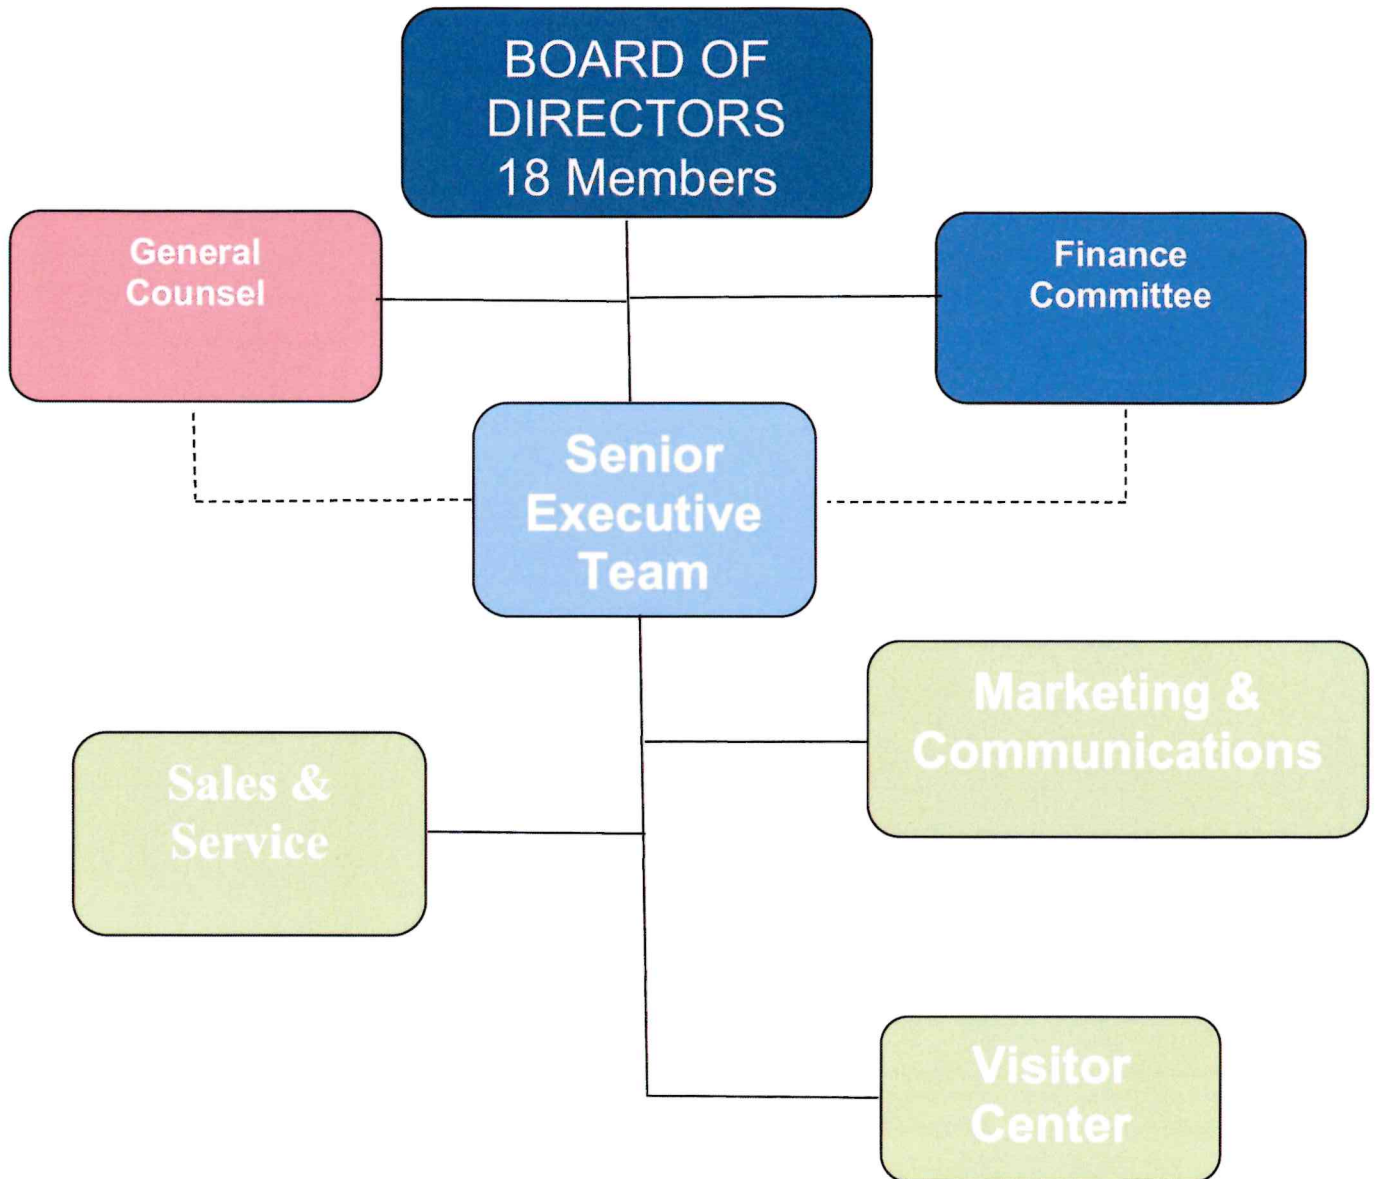 BOARD OF
DIRECTORS
18 Members
General
Counsel
Finance
Committee
Senior
Executive
Team
Marketing &
Communications
Sales &
Service
Visitor
Center